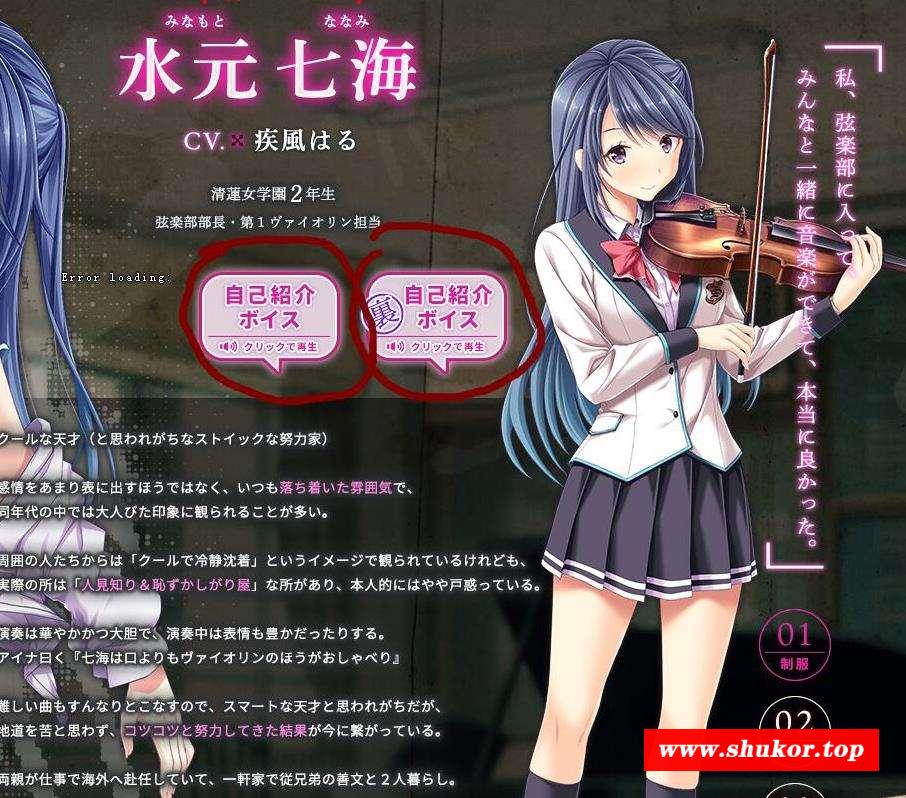 みなもと ななみ
水元 七海
CV. 疾風はる
清蓮女学園2年生
弦楽部部長・第1ヴァイオリン担当
Error loading:
自己紹介
ボイス
クリックで再生
裏
自己紹介
ボイス
クリックで再生
私、弦楽部に入って
みんなと一緒に音楽ができて、本当に良かった。
クールな天才（と思われがちなストイックな努力家）
感情をあまり表に出すほうではなく、いつも落ち着いた雰囲気で、
同年代の中では大人びた印象に観られることが多い。
周囲の人たちからは「クールで冷静沈着」というイメージで観られているけれども、
実際の所は「人見知り＆恥ずかしがり屋」な所があり、本人的にはやや戸惑っている。
演奏は華やかかつ大胆で、演奏中は表情も豊かだったりする。
アイナ曰く『七海は口よりもヴァイオリンのほうがおしゃべり』
難しい曲もすんなりとこなすので、スマートな天才と思われがちだが、
地道を苦と思わず、コツコツと努力してきた結果が今に繋がっている。
両親が仕事で海外へ赴任していて、一軒家で従兄弟の善文と２人暮らし。
01
制服
02
www.shukor.top